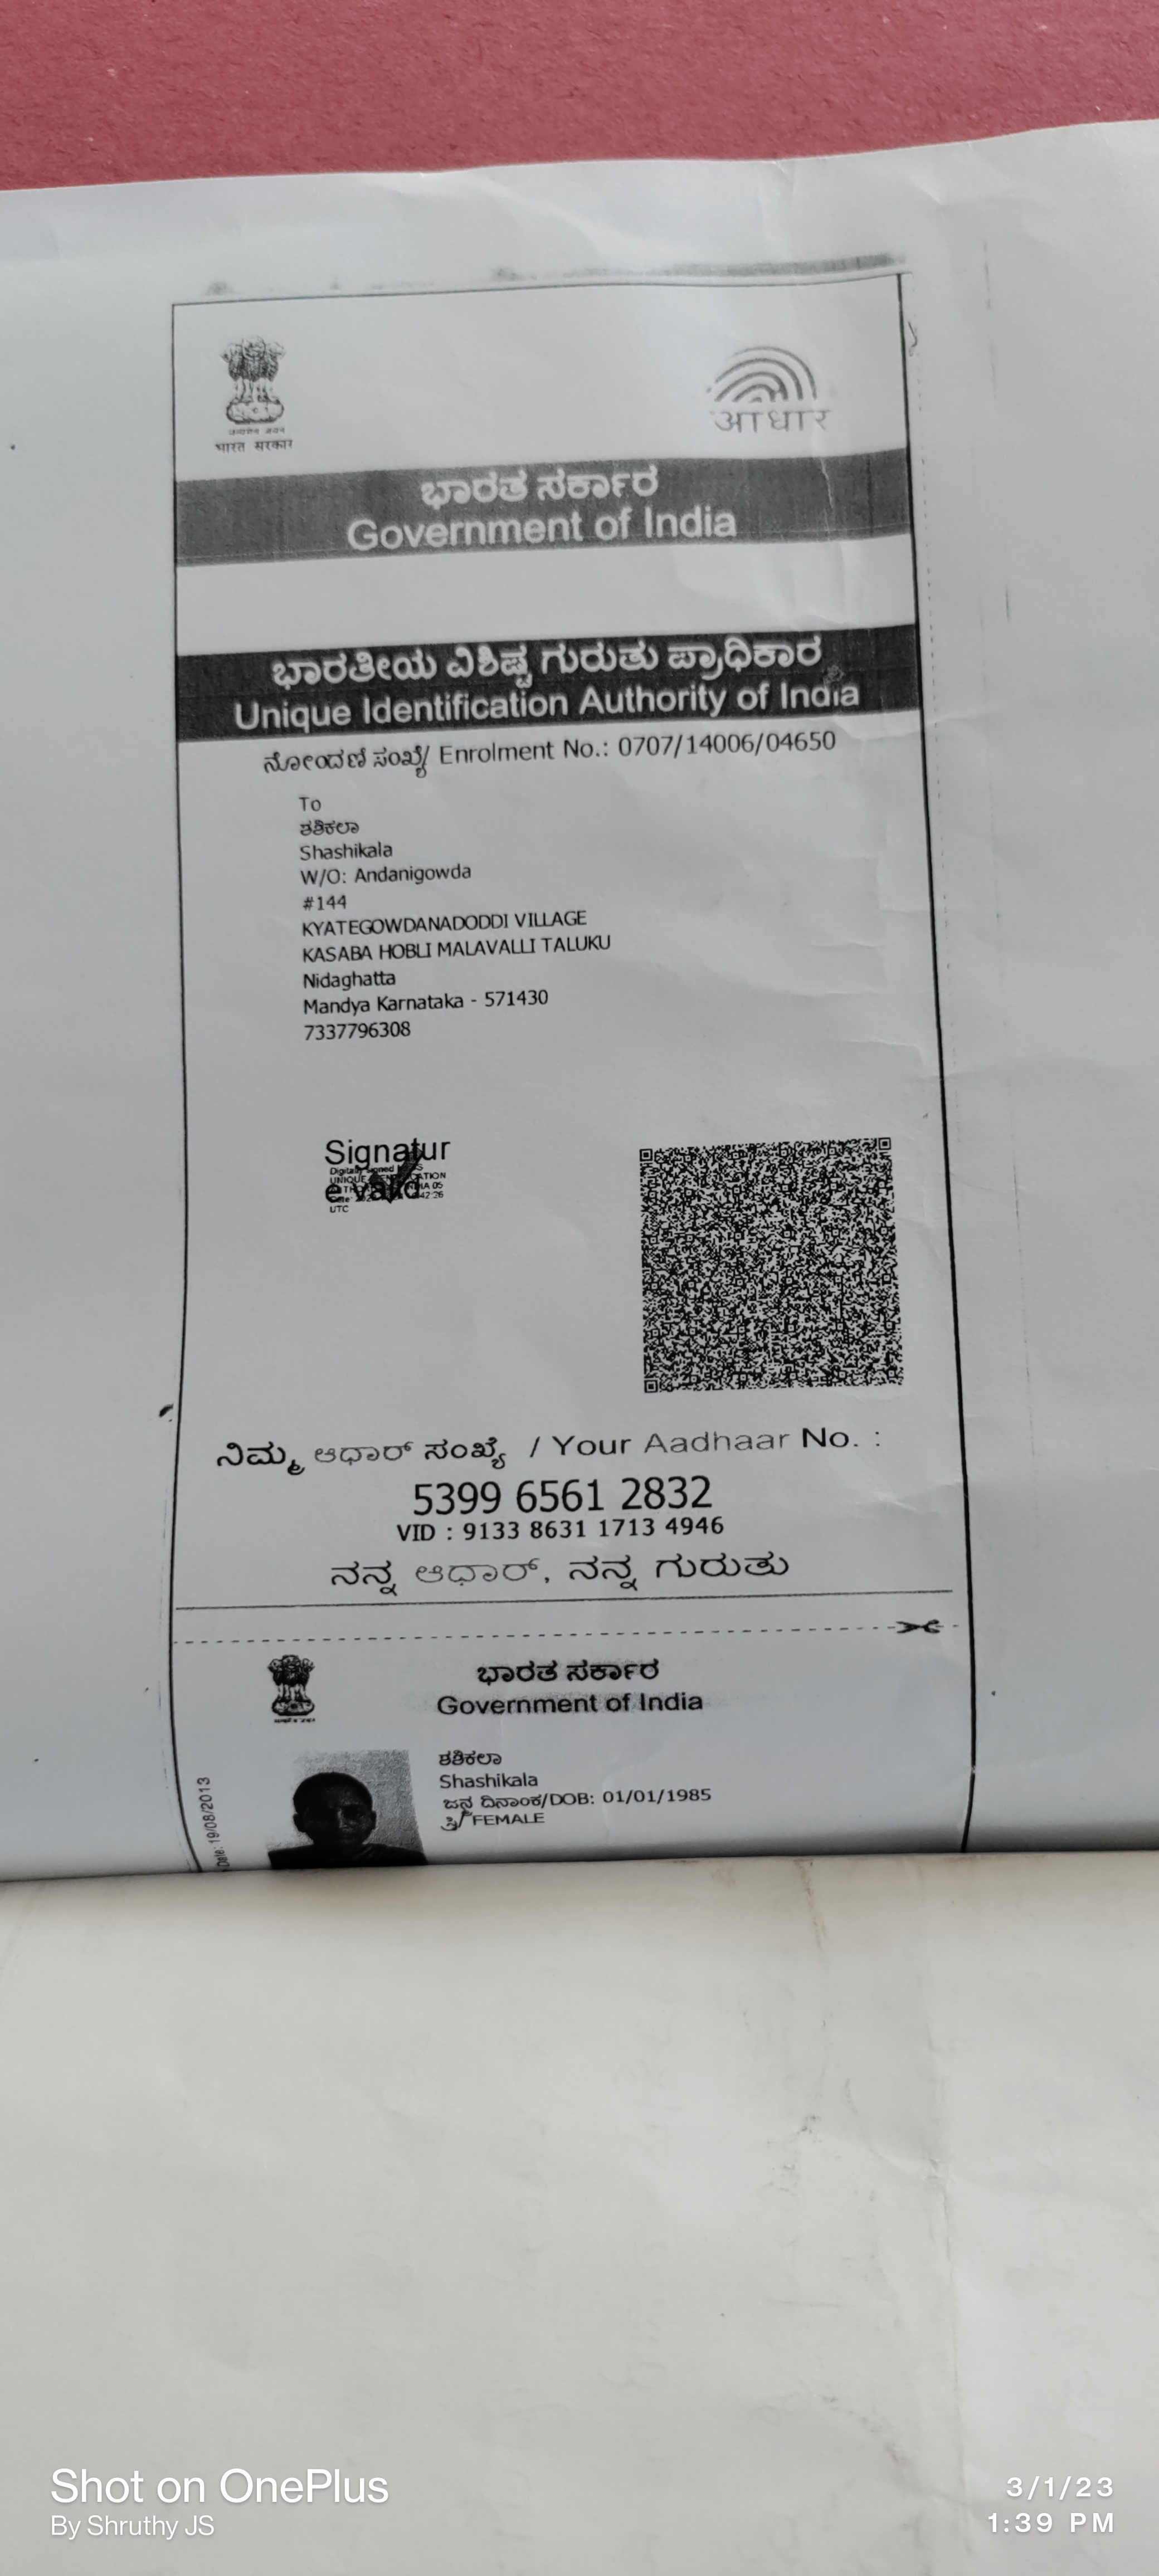 आधार
भारत सरकार
ಭಾರತ ಸರ್ಕಾರ
Government of India
ಭಾರತೀಯ ವಿಶಿಷ್ಟ ಗುರುತು ಪ್ರಾಧಿಕಾರ
Unique Identification Authority of India
ನೋಂದಣಿ ಸಂಖ್ಯೆ/ Enrolment No.: 0707/14006/04650
To
ಶಶಿಕಲಾ
Shashikala
W/O: Andanigowda
#144
KYATEGOWDANADODDI VILLAGE
KASABA HOBLI MALAVALLI TALUKU
Nidaghatta
Mandya Karnataka - 571430
7337796308
Signatur
e valid
Digitally signed
UTC
ನಿಮ್ಮ ಆಧಾರ್ ಸಂಖ್ಯೆ / Your Aadhaar No. :
5399 6561 2832
VID : 9133 8631 1713 4946
ನನ್ನ ಆಧಾರ್, ನನ್ನ ಗುರುತು
ಭಾರತ ಸರ್ಕಾರ
Government of India
ಶಶಿಕಲಾ
Shashikala
ಜನ್ಮ ದಿನಾಂಕ/DOB: 01/01/1985
ಸ್ತ್ರೀ/ FEMALE
Date: 19/08/2013
Shot on OnePlus
By Shruthy JS
3/1/23
1:39 PM